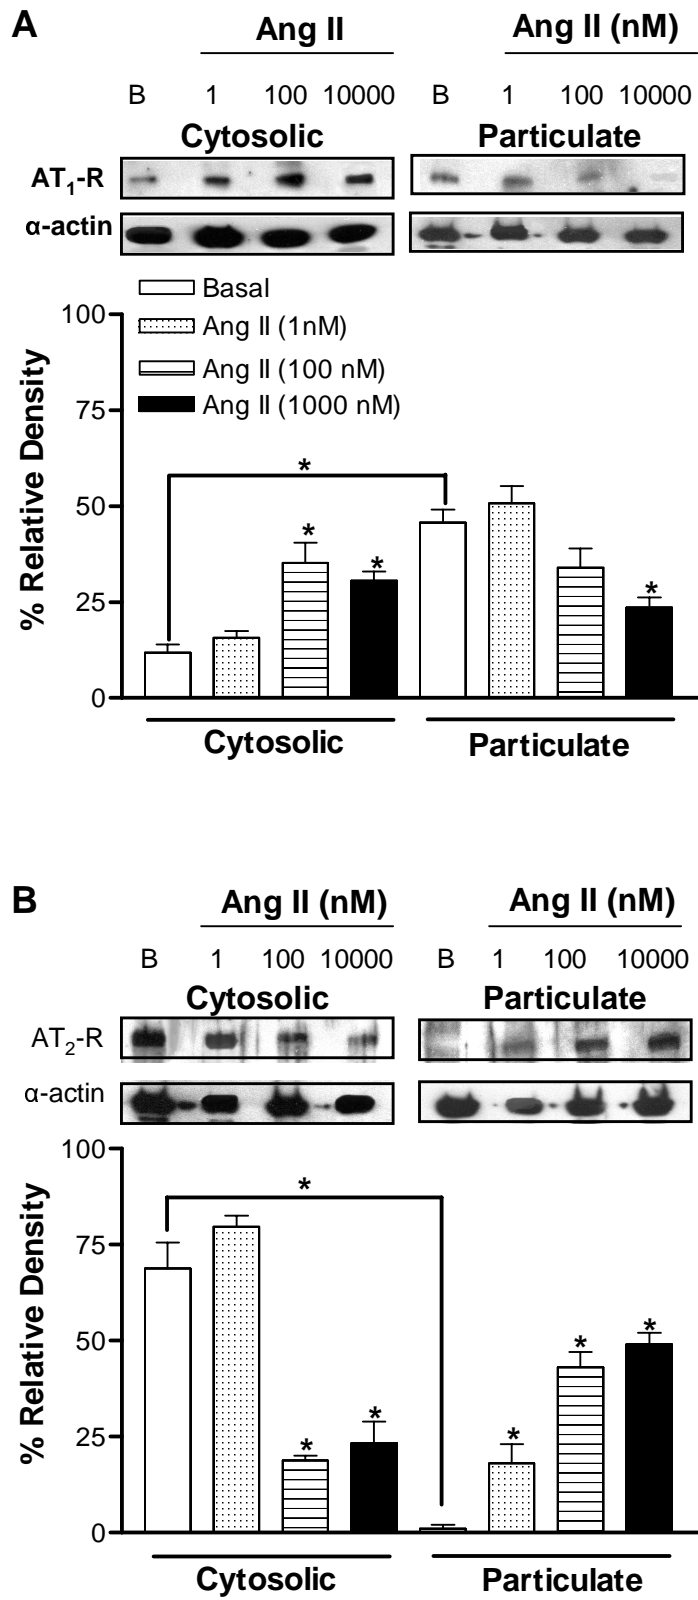 A
Ang II
Ang II (nM)
B 1 100 10000 B 1 100 10000
Cytosolic Particulate
AT1-R
α-actin
Basal
Ang II (1nM)
Ang II (100 nM)
Ang II (1000 nM)
% Relative Density
100
75
50
25
0
*
*
*
*
Cytosolic
Particulate
B
Ang II (nM)
Ang II (nM)
B 1 100 10000 B 1 100 10000
Cytosolic Particulate
AT2-R
α-actin
% Relative Density
100
75
50
25
0
*
*
*
*
*
*
Cytosolic
Particulate